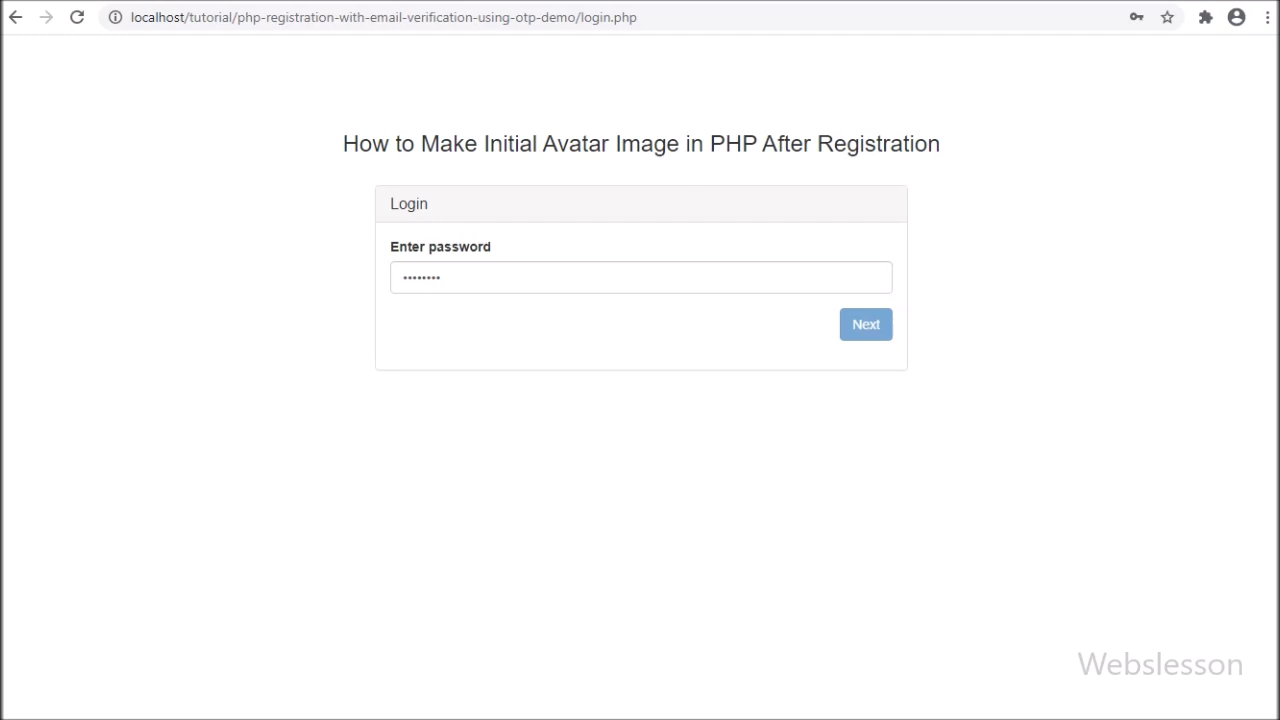 localhost/tutorial/php-registration-with-email-verification-using-otp-demo/login.php
How to Make Initial Avatar Image in PHP After Registration
Login
Enter password
••••••••
Next
Webslesson